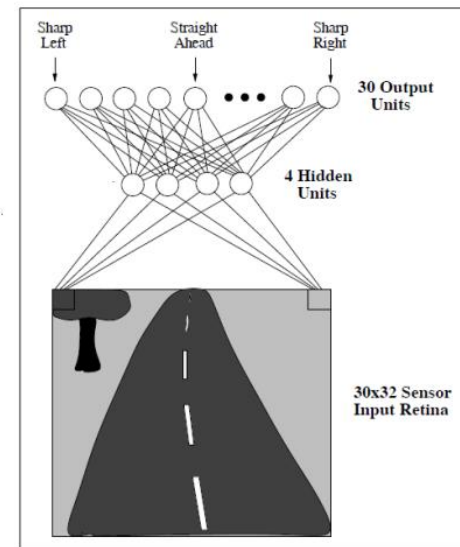 Sharp Left
Straight Ahead
Sharp Right
30 Output Units
4 Hidden Units
30x32 Sensor Input Retina